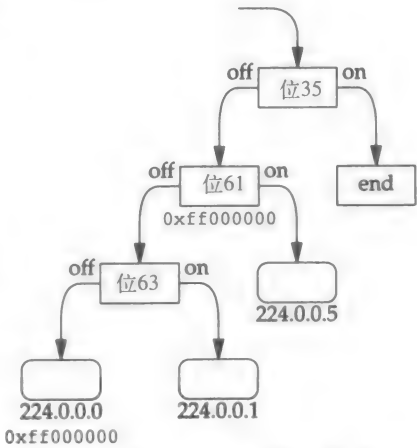 off on
位35
off on
位61
end
0xff000000
off on
位63
224.0.0.5
224.0.0.0 224.0.0.1
0xff000000